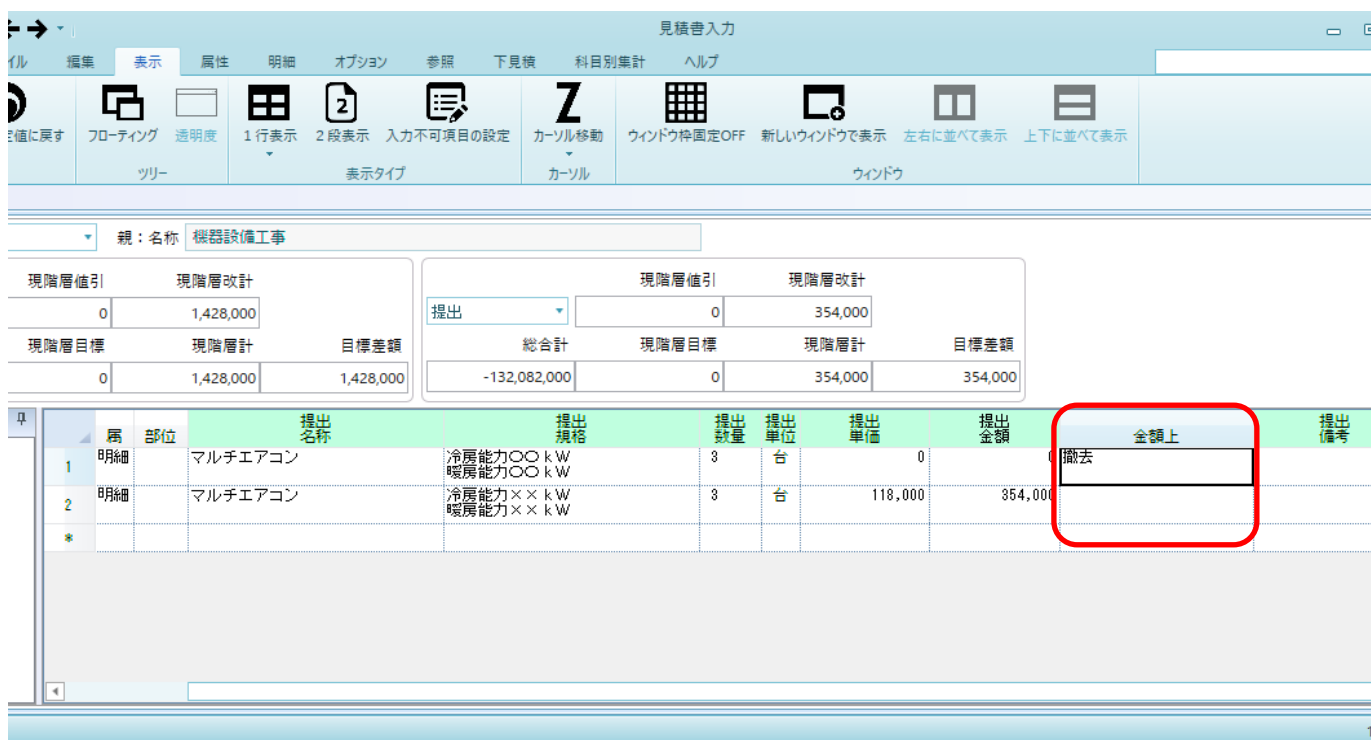 見積書入力
イル 編集 表示 属性 明細 オプション 参照 下見積 科目別集計 ヘルプ
定値に戻す フローティング 透明度 1行表示 2段表示 入力不可項目の設定 カーソル移動 ウィンドウ枠固定OFF 新しいウィンドウで表示 左右に並べて表示 上下に並べて表示
ツリー 表示タイプ カーソル ウィンドウ
親:名称 機器設備工事
現階層値引 現階層改計 現階層値引 現階層改計
0 1,428,000 提出 0 354,000
現階層目標 現階層計 目標差額 総合計 現階層目標 現階層計 目標差額
0 1,428,000 1,428,000 -132,082,000 0 354,000 354,000
属 部位 提出名称 提出規格 提出数量 提出単位 提出単価 提出金額 金額上 提出備考
1 明細 マルチエアコン 冷房能力〇〇kW 3 台 0 0 撤去
暖房能力〇〇kW
2 明細 マルチエアコン 冷房能力××kW 3 台 118,000 354,000
暖房能力××kW
*